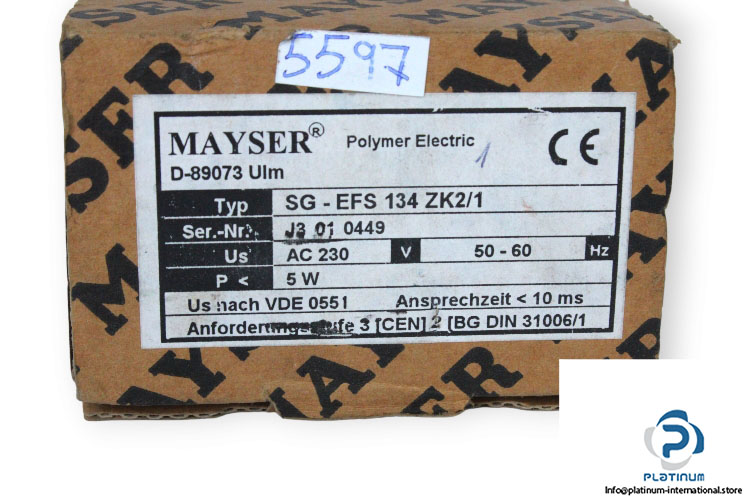 MAYSER
5597
MAYSER® Polymer Electric 1 CE
D-89073 Ulm
Typ SG - EFS 134 ZK2/1
Ser.-Nr. J3 01 0449
Us AC 230 V 50 - 60 Hz
P < 5 W
Us nach VDE 0551 Ansprechzeit < 10 ms
Anforderungsstufe 3 [CEN] 2 [BG DIN 31006/1
PLATINUM
Info@platinum-international.store